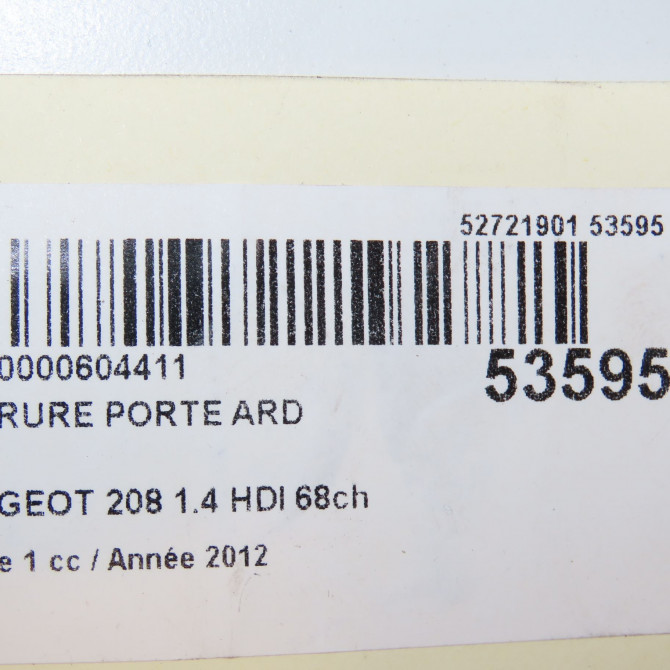 52721901 53595
0000604411
53595
RURE PORTE ARD
GEOT 208 1.4 HDI 68ch
e 1 cc / Année 2012